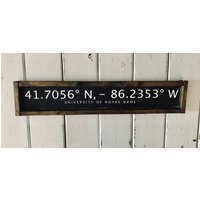 41.7056° N, - 86.2353° W
UNIVERSITY OF NOTRE DAME